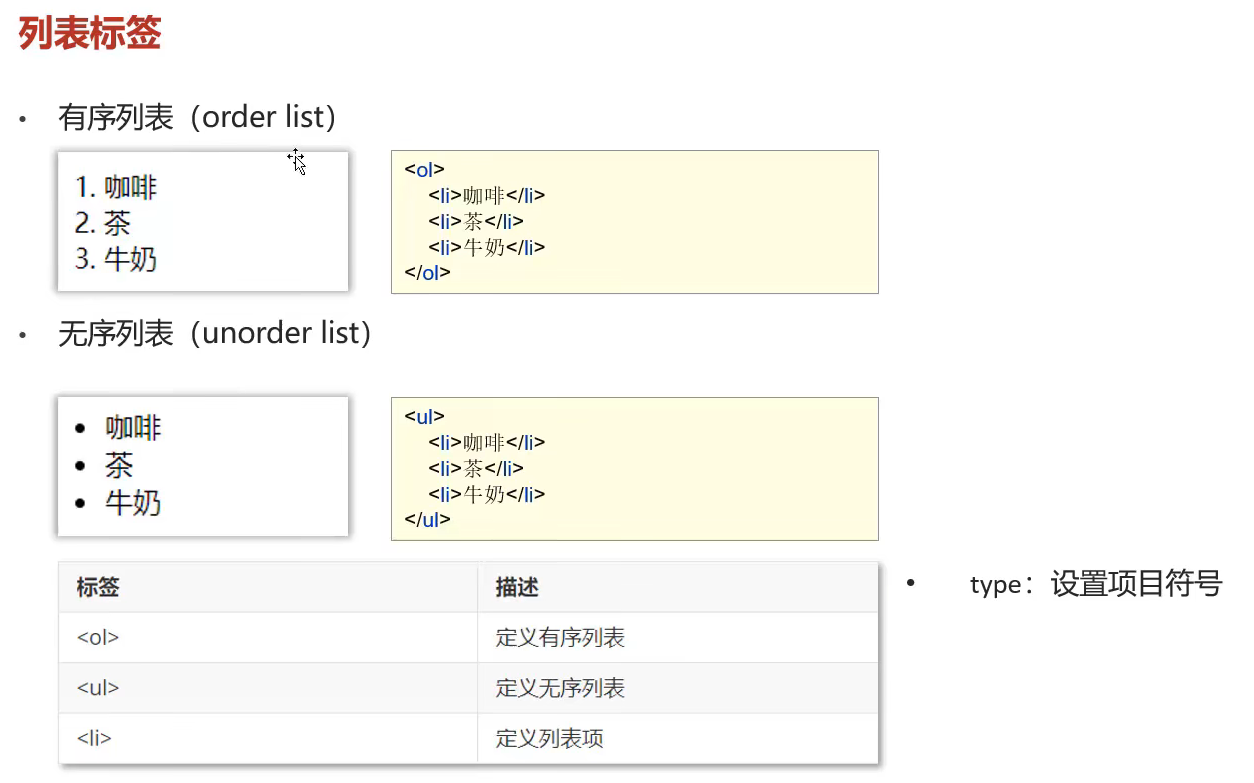 列表标签
• 有序列表（order list）
1. 咖啡
2. 茶
3. 牛奶
<ol>
<li>咖啡</li>
<li>茶</li>
<li>牛奶</li>
</ol>
• 无序列表（unorder list）
• 咖啡
• 茶
• 牛奶
<ul>
<li>咖啡</li>
<li>茶</li>
<li>牛奶</li>
</ul>
标签 描述
<ol> 定义有序列表
<ul> 定义无序列表
<li> 定义列表项
• type：设置项目符号